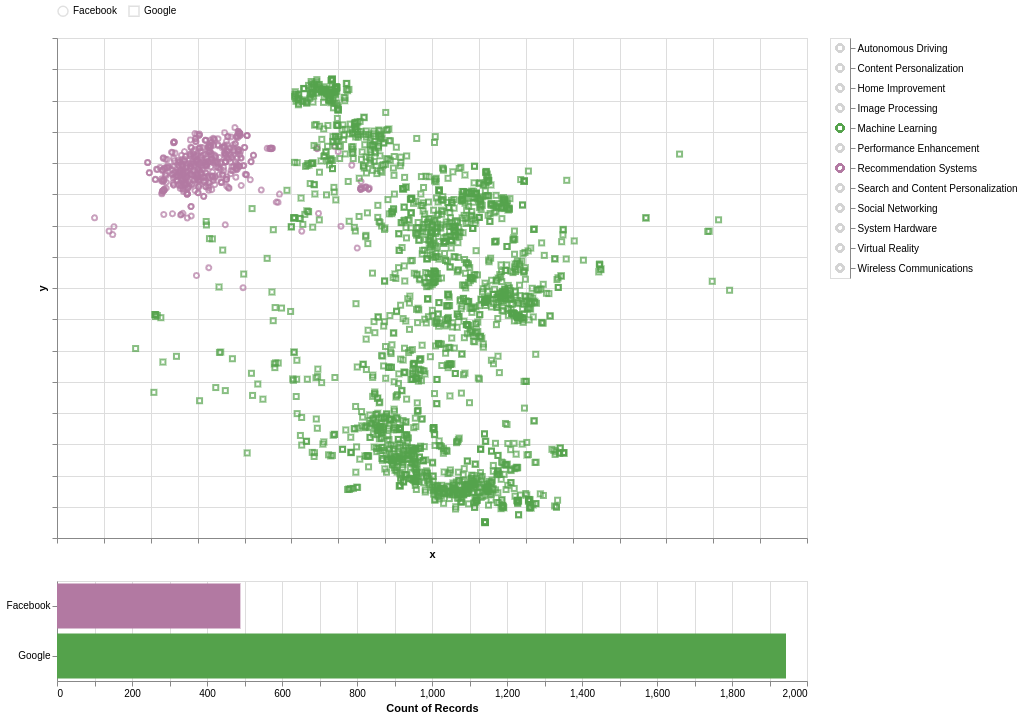 Facebook Google
Autonomous Driving
Content Personalization
Home Improvement
Image Processing
Machine Learning
Performance Enhancement
Recommendation Systems
Search and Content Personalization
Social Networking
System Hardware
Virtual Reality
Wireless Communications
y
x
Facebook
Google
0 200 400 600 800 1,000 1,200 1,400 1,600 1,800 2,000
Count of Records